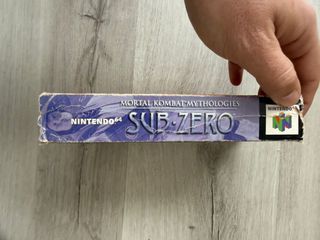 MORTAL KOMBAT MYTHOLOGIES
NINTENDO64
SUB-ZERO
NINTENDO64